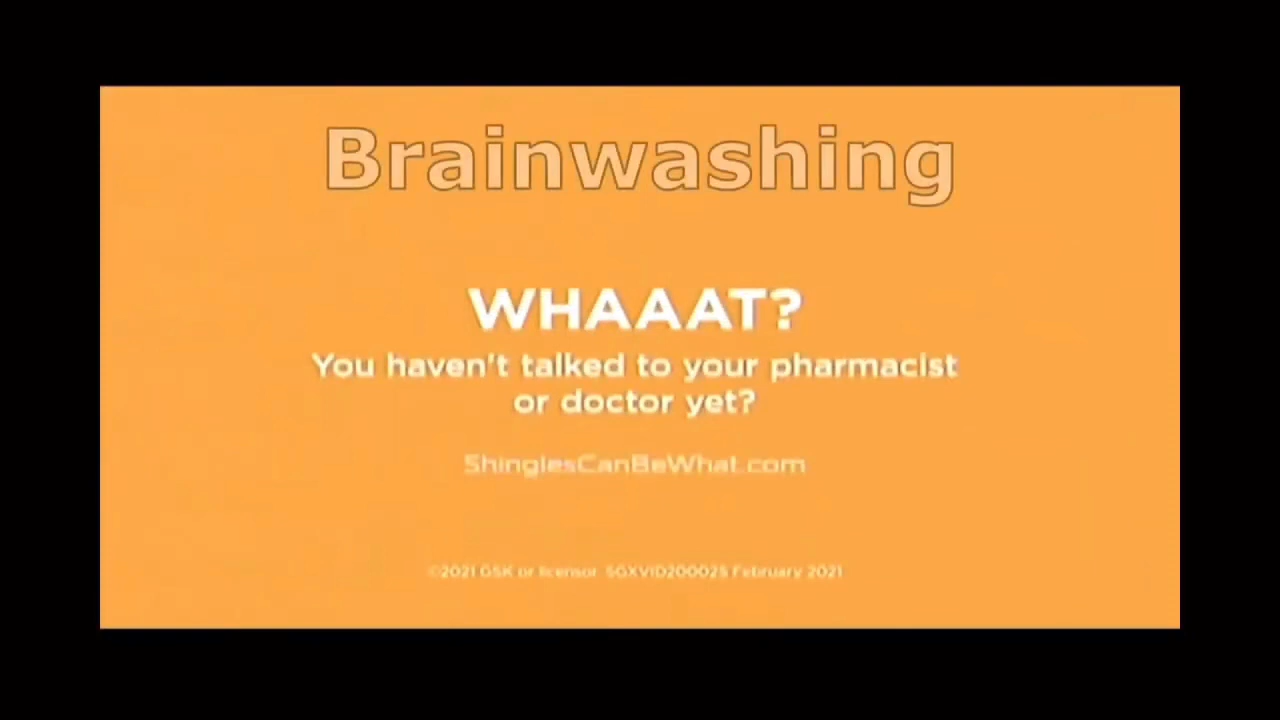 Brainwashing
WHAAAT?
You haven't talked to your pharmacist
or doctor yet?
ShinglesCanBeWhat.com
©2021 GSK or licensor. SGXVID200025 February 2021